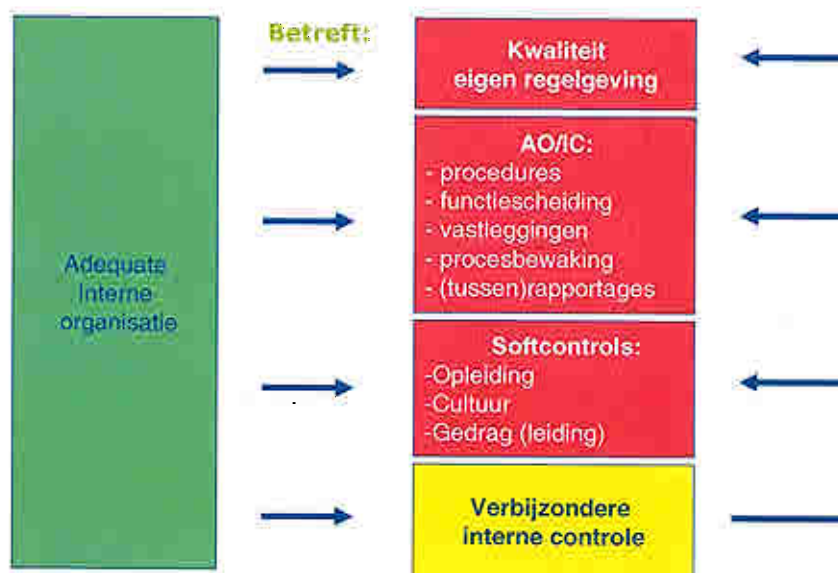 Betreft:
Kwaliteit
eigen regelgeving
AO/IC:
- procedures
- functiescheiding
- vastleggingen
- procesbewaking
- (tussen)rapportages
Adequate
Interne
organisatie
Softcontrols:
-Opleiding
-Cultuur
-Gedrag (leiding)
Verbijzondere
interne controle